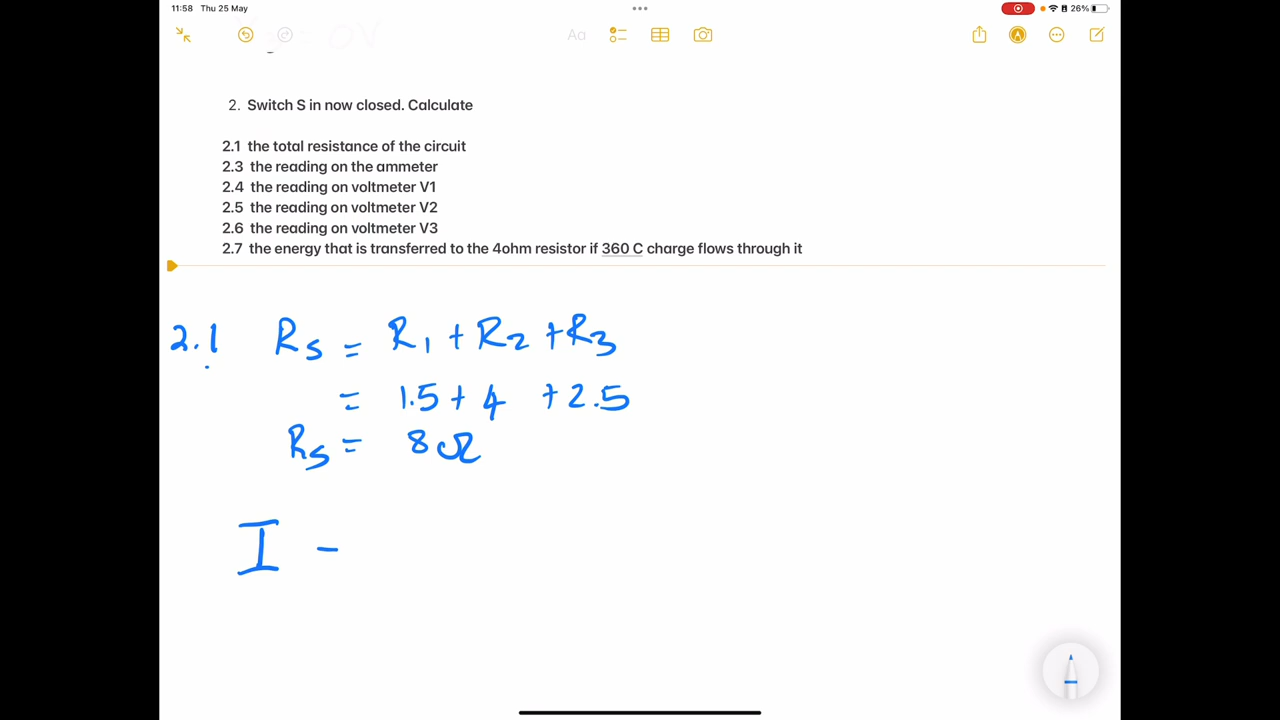 11:58 Thu 25 May
26%
Aa
2. Switch S in now closed. Calculate
2.1 the total resistance of the circuit
2.3 the reading on the ammeter
2.4 the reading on voltmeter V1
2.5 the reading on voltmeter V2
2.6 the reading on voltmeter V3
2.7 the energy that is transferred to the 4ohm resistor if 360 C charge flows through it
2.1 Rs = R1 + R2 + R3
= 1.5 + 4 + 2.5
Rs = 8 Ω
I -